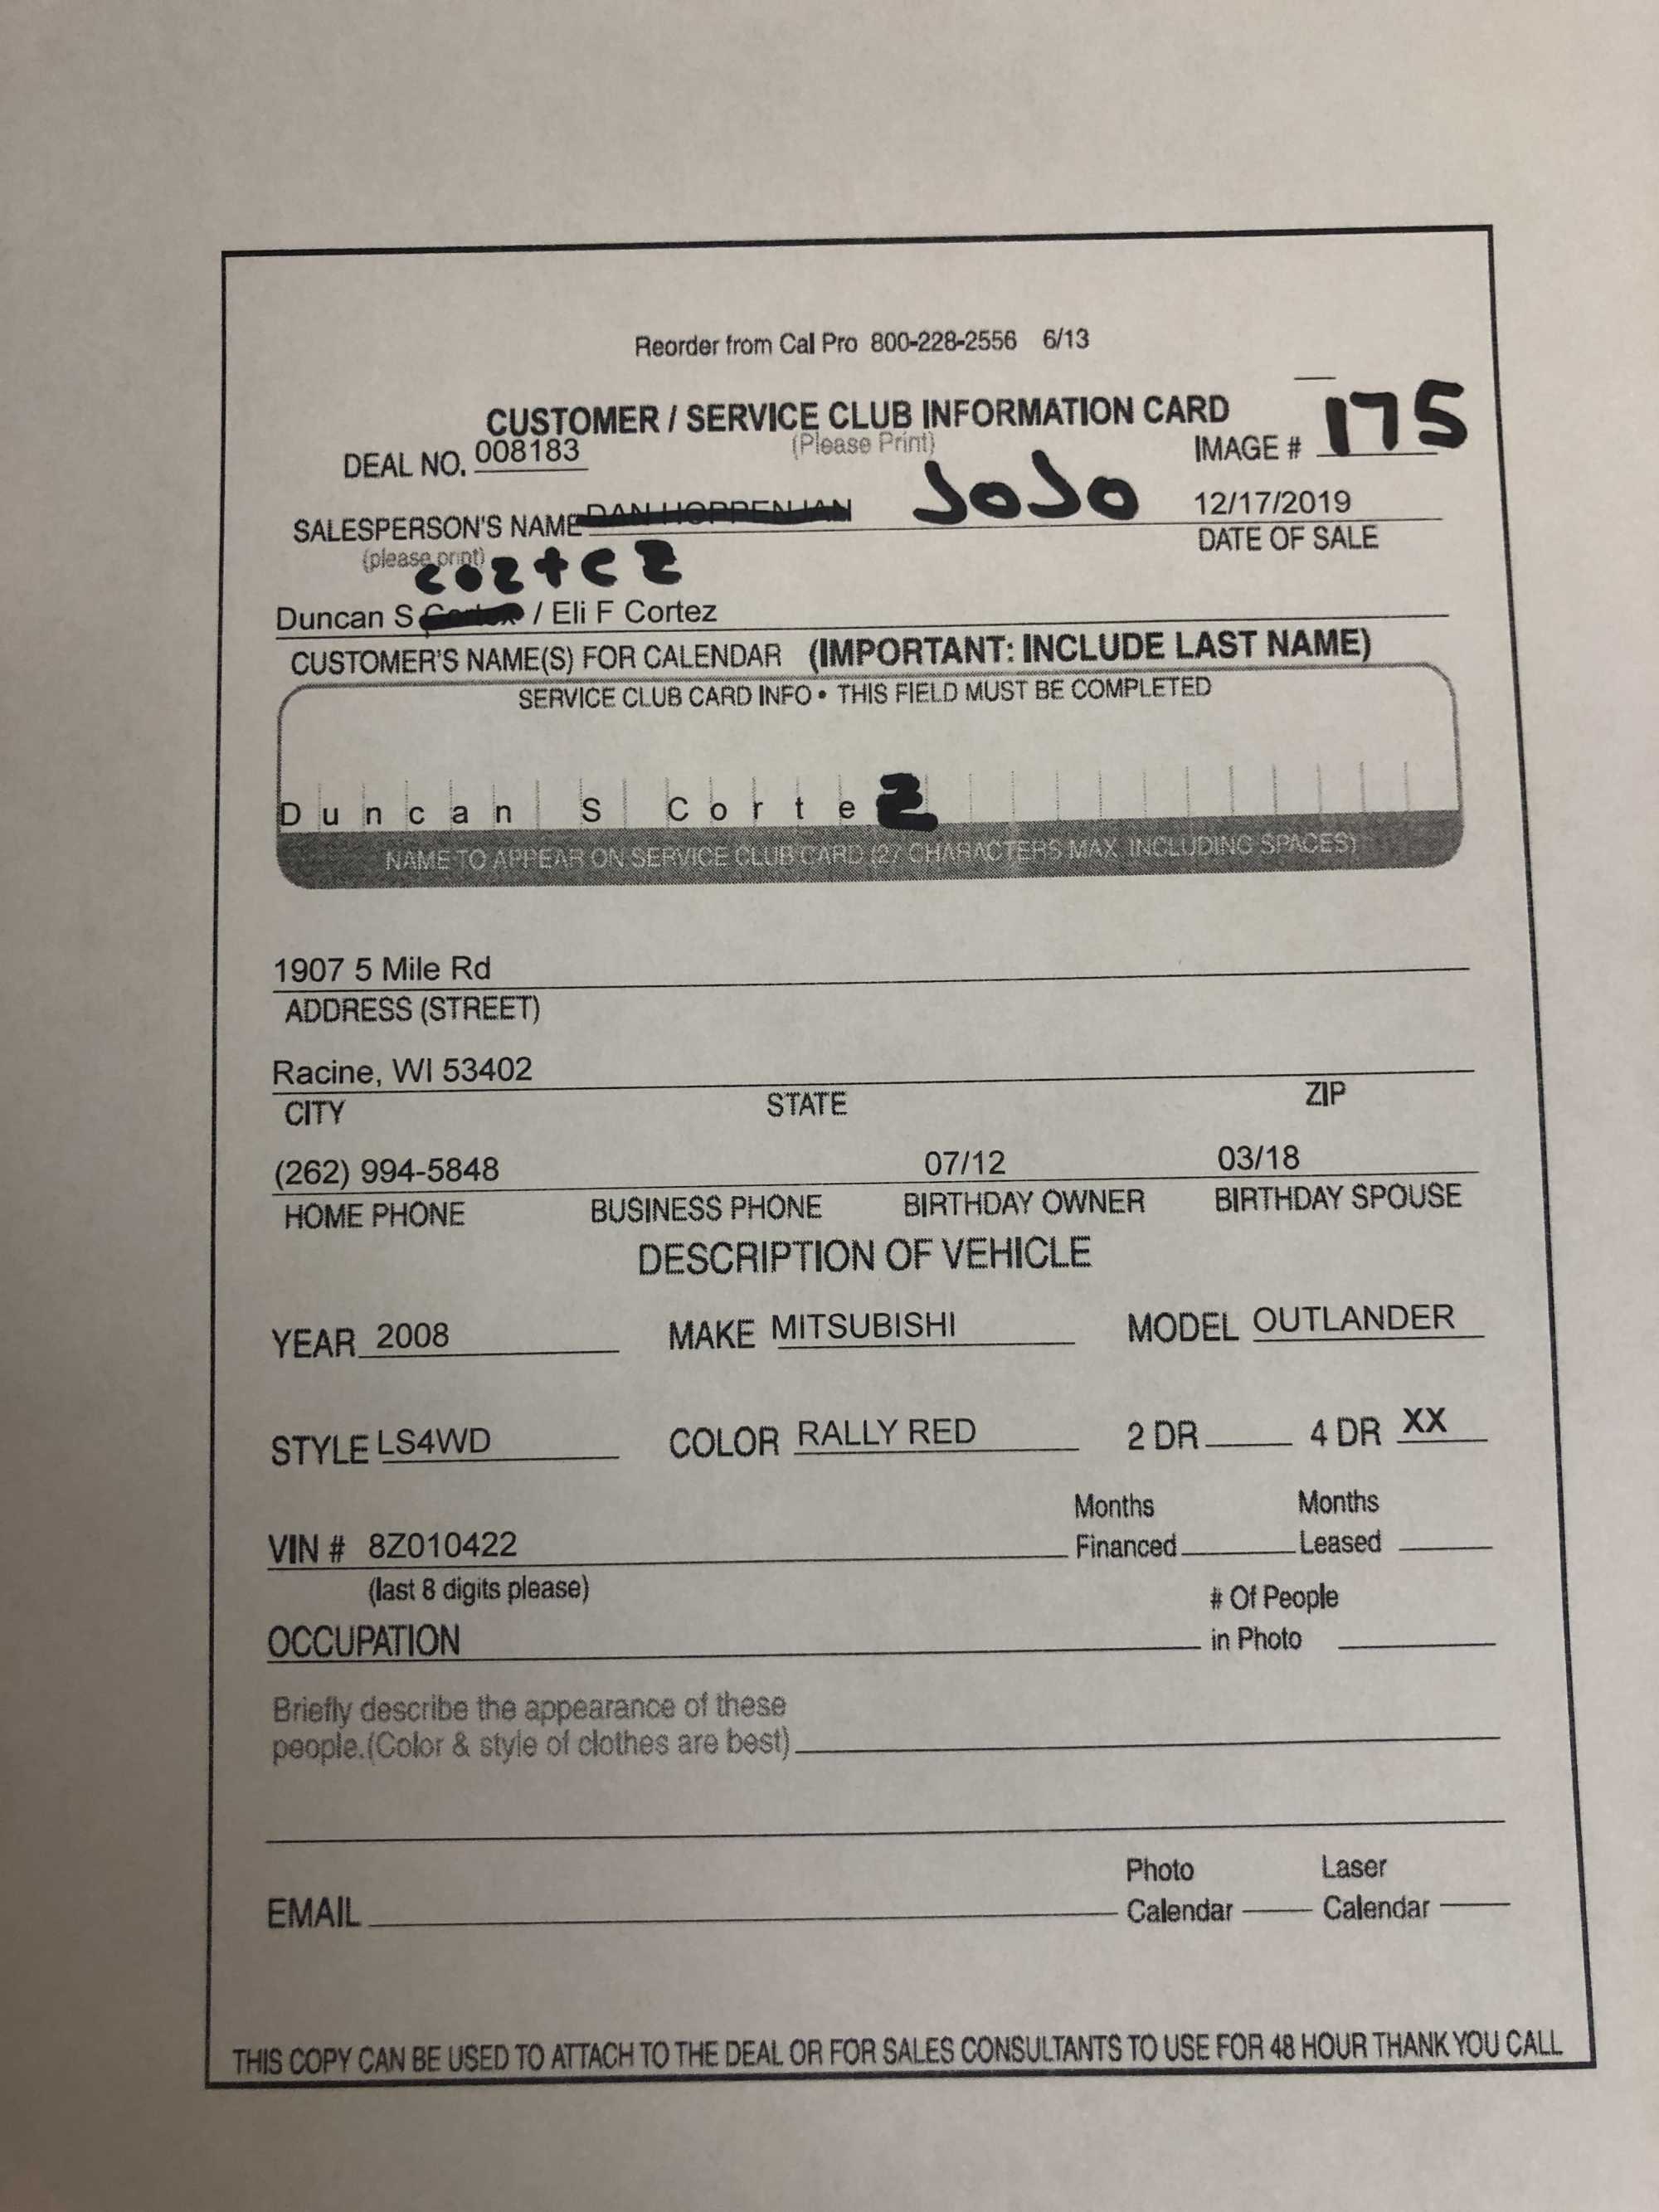 Reorder from Cal Pro 800-228-2556 6/13
CUSTOMER / SERVICE CLUB INFORMATION CARD
(Please Print)
DEAL NO. 008183 IMAGE # 175
SALESPERSON'S NAME DAN HOPPENJAN JOJO 12/17/2019
(please print) DATE OF SALE
COZTCZ
Duncan S Cortex / Eli F Cortez
CUSTOMER'S NAME(S) FOR CALENDAR (IMPORTANT: INCLUDE LAST NAME)
SERVICE CLUB CARD INFO • THIS FIELD MUST BE COMPLETED
Duncan S Cortez
NAME TO APPEAR ON SERVICE CLUB CARD (27 CHARACTERS MAX. INCLUDING SPACES)
1907 5 Mile Rd
ADDRESS (STREET)
Racine, WI 53402
CITY STATE ZIP
(262) 994-5848 07/12 03/18
HOME PHONE BUSINESS PHONE BIRTHDAY OWNER BIRTHDAY SPOUSE
DESCRIPTION OF VEHICLE
YEAR 2008 MAKE MITSUBISHI MODEL OUTLANDER
STYLE LS4WD COLOR RALLY RED 2 DR 4 DR XX
Months Months
VIN # 8Z010422 Financed Leased
(last 8 digits please) # Of People
OCCUPATION in Photo
Briefly describe the appearance of these
people.(Color & style of clothes are best)
Photo Laser
EMAIL Calendar Calendar
THIS COPY CAN BE USED TO ATTACH TO THE DEAL OR FOR SALES CONSULTANTS TO USE FOR 48 HOUR THANK YOU CALL